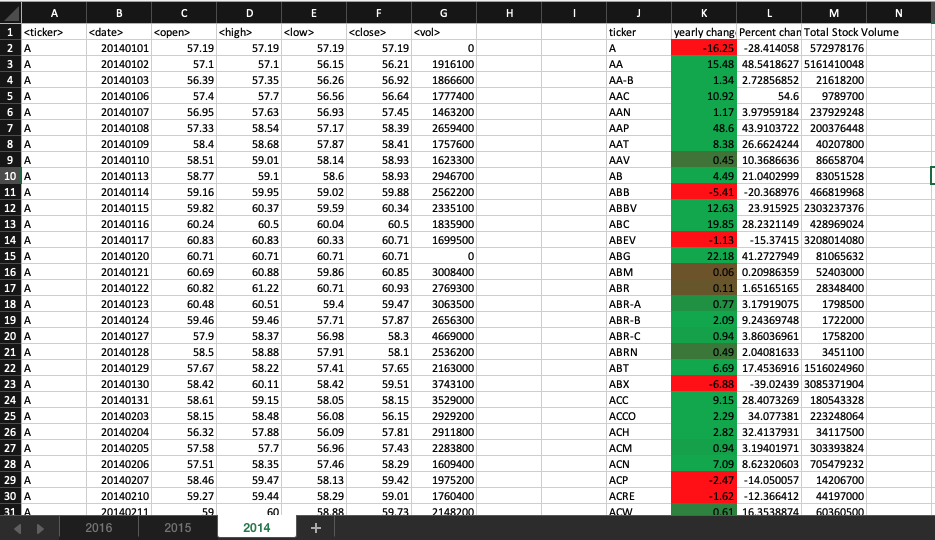 A B C D E F G H I J K L M N
1 <ticker> <date> <open> <high> <low> <close> <vol> ticker yearly chang Percent chan Total Stock Volume
2 A 20140101 57.19 57.19 57.19 57.19 0 A -16.25 -28.414058 572978176
3 A 20140102 57.1 57.1 56.15 56.21 1916100 AA 15.48 48.5418627 5161410048
4 A 20140103 56.39 57.35 56.26 56.92 1866600 AA-B 1.34 2.72856852 21618200
5 A 20140106 57.4 57.7 56.56 56.64 1777400 AAC 10.92 54.6 9789700
6 A 20140107 56.95 57.63 56.93 57.45 1463200 AAN 1.17 3.97959184 237929248
7 A 20140108 57.33 58.54 57.17 58.39 2659400 AAP 48.6 43.9103722 200376448
8 A 20140109 58.4 58.68 57.87 58.41 1757600 AAT 8.38 26.6624244 40207800
9 A 20140110 58.51 59.01 58.14 58.93 1623300 AAV 0.45 10.3686636 86658704
10 A 20140113 58.77 59.1 58.6 58.93 2946700 AB 4.49 21.0402999 83051528
11 A 20140114 59.16 59.95 59.02 59.88 2562200 ABB -5.41 -20.368976 466819968
12 A 20140115 59.82 60.37 59.59 60.34 2335100 ABBV 12.63 23.915925 2303237376
13 A 20140116 60.24 60.5 60.04 60.5 1835900 ABC 19.85 28.2321149 428969024
14 A 20140117 60.83 60.83 60.33 60.71 1699500 ABEV -1.13 -15.37415 3208014080
15 A 20140120 60.71 60.71 60.71 60.71 0 ABG 22.18 41.2727949 81065632
16 A 20140121 60.69 60.88 59.86 60.85 3008400 ABM 0.06 0.20986359 52403000
17 A 20140122 60.82 61.22 60.71 60.93 2769300 ABR 0.11 1.65165165 28348400
18 A 20140123 60.48 60.51 59.4 59.47 3063500 ABR-A 0.77 3.17919075 1798500
19 A 20140124 59.46 59.46 57.71 57.87 2656300 ABR-B 2.09 9.24369748 1722000
20 A 20140127 57.9 58.37 56.98 58.3 4669000 ABR-C 0.94 3.86036961 1758200
21 A 20140128 58.5 58.88 57.91 58.1 2536200 ABRN 0.49 2.04081633 3451100
22 A 20140129 57.67 58.22 57.41 57.65 2163000 ABT 6.69 17.4536916 1516024960
23 A 20140130 58.42 60.11 58.42 59.51 3743100 ABX -6.88 -39.02439 3085371904
24 A 20140131 58.61 59.15 58.05 58.15 3529000 ACC 9.15 28.4073269 180543328
25 A 20140203 58.15 58.48 56.08 56.15 2929200 ACCO 2.29 34.077381 223248064
26 A 20140204 56.32 57.88 56.09 57.81 2911800 ACH 2.82 32.4137931 34117500
27 A 20140205 57.58 57.7 56.96 57.43 2283800 ACM 0.94 3.19401971 303393824
28 A 20140206 57.51 58.35 57.46 58.29 1609400 ACN 7.09 8.62320603 705479232
29 A 20140207 58.46 59.47 58.13 59.42 1975200 ACP -2.47 -14.050057 14206700
30 A 20140210 59.27 59.44 58.29 59.01 1760400 ACRE -1.62 -12.366412 44197000
31 A 20140211 59 60 58.88 59.73 2148200 ACW 0.61 16.3538874 60360500
2016 2015 2014 +